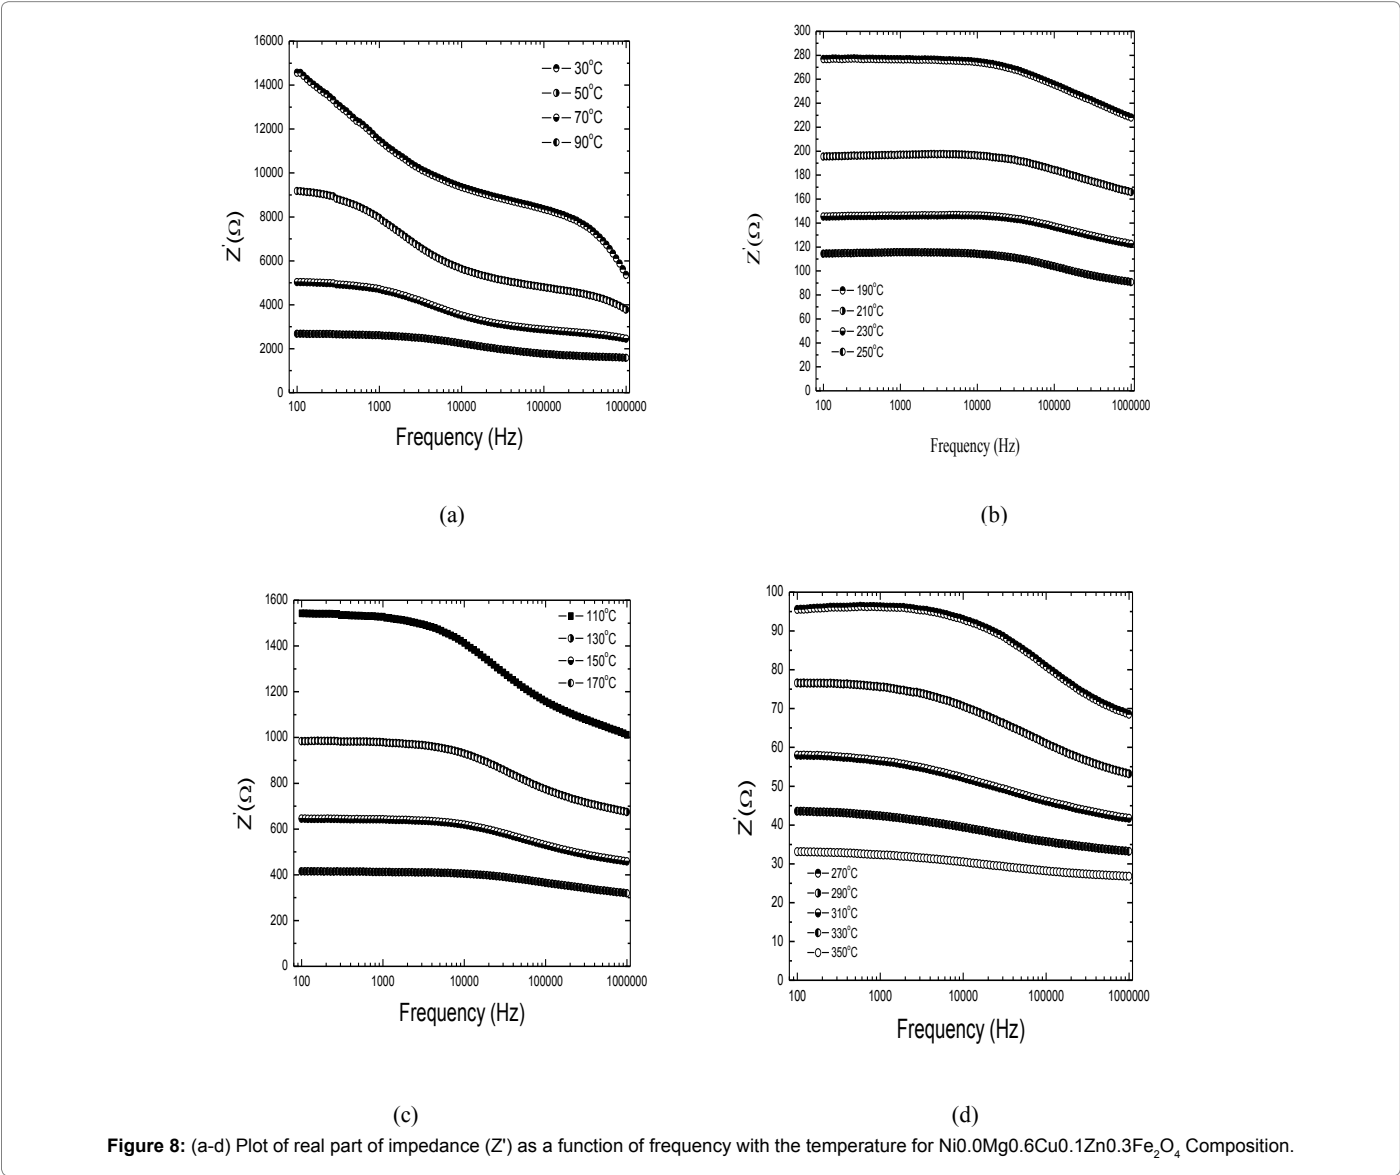 16000
14000
12000
10000
8000
6000
4000
2000
0
Z'(Ω)
30°C
50°C
70°C
90°C
100 1000 10000 100000 1000000
Frequency (Hz)
(a)
300
280
260
240
220
200
180
160
140
120
100
80
60
40
20
0
Z'(Ω)
190°C
210°C
230°C
250°C
100 1000 10000 100000 1000000
Frequency (Hz)
(b)
1600
1400
1200
1000
800
600
400
200
0
Z'(Ω)
110°C
130°C
150°C
170°C
100 1000 10000 100000 1000000
Frequency (Hz)
(c)
100
90
80
70
60
50
40
30
20
10
0
Z'(Ω)
270°C
290°C
310°C
330°C
350°C
100 1000 10000 100000 1000000
Frequency (Hz)
(d)
Figure 8: (a-d) Plot of real part of impedance (Z') as a function of frequency with the temperature for Ni0.0Mg0.6Cu0.1Zn0.3Fe₂O₄ Composition.